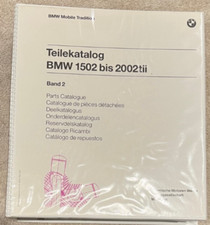 BMW Mobile Tradition
Teilekatalog
BMW 1502 bis 2002tii
Band 2
Parts Catalogue
Catalogue de pièces détachées
Deelkatalogus
Onderdelencatalogus
Reservdelskatalog
Catalogo Ricambi
Catálogo de repuestos